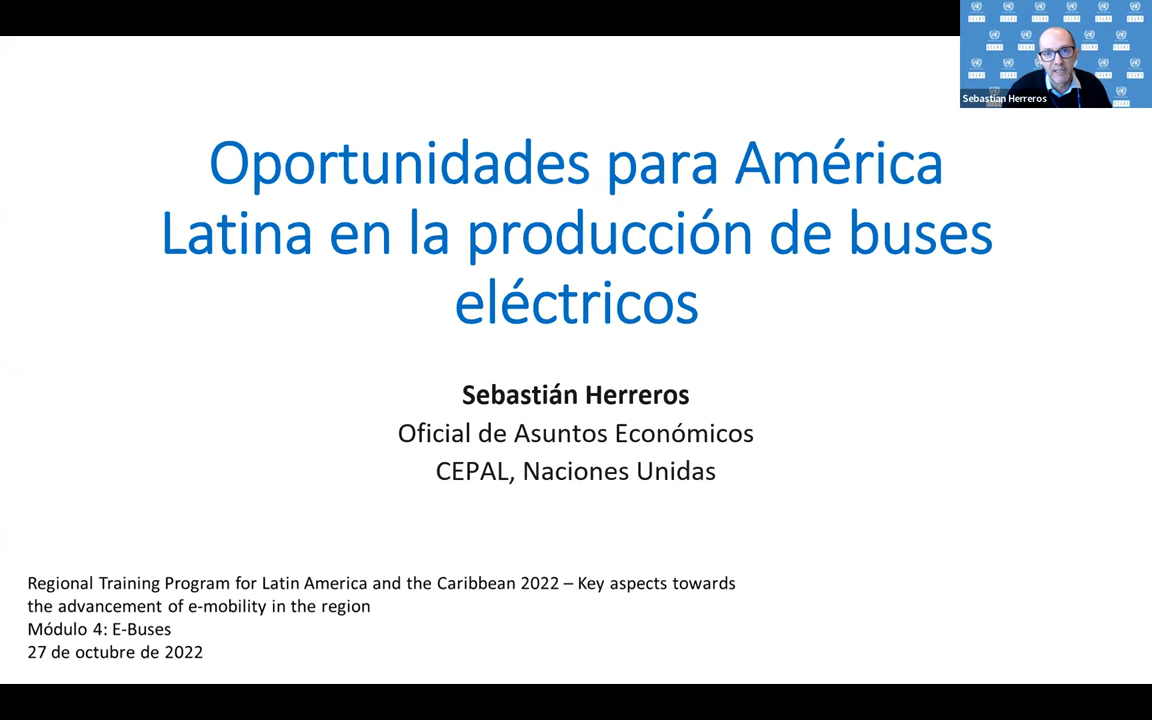 Sebastian Herreros
Oportunidades para América
Latina en la producción de buses
eléctricos
Sebastián Herreros
Oficial de Asuntos Económicos
CEPAL, Naciones Unidas
Regional Training Program for Latin America and the Caribbean 2022 – Key aspects towards
the advancement of e-mobility in the region
Módulo 4: E-Buses
27 de octubre de 2022